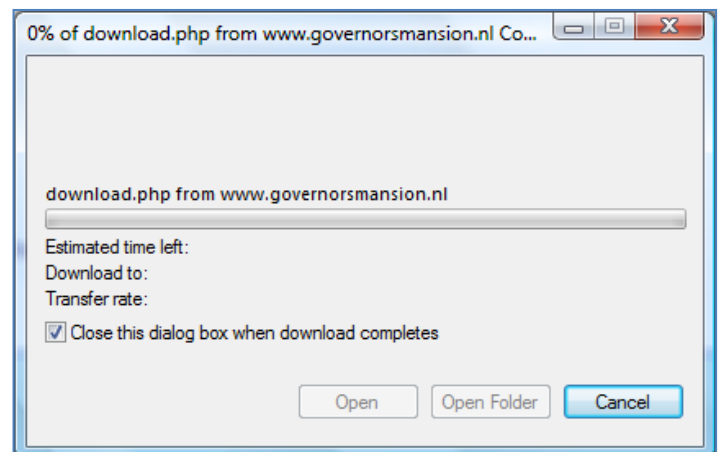 0% of download.php from www.governorsmansion.nl Co...
download.php from www.governorsmansion.nl
Estimated time left:
Download to:
Transfer rate:
Close this dialog box when download completes
Open Open Folder Cancel